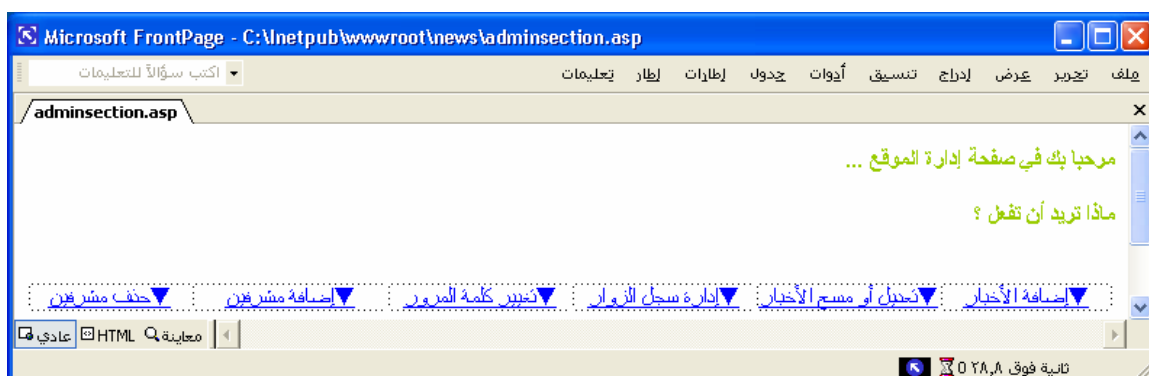 Microsoft FrontPage - C:\Inetpub\wwwroot\news\adminsection.asp
ملف تحرير عرض إدراج تنسيق أدوات جدول إطارات إطار تعليمات اكتب سؤالاً للتعليمات
adminsection.asp
مرحبا بك في صفحة إدارة الموقع ...
ماذا تريد أن تفعل ؟
▼إضافة الأخبار ▼تعديل أو مسح الأخبار ▼إدارة سجل الزوار ▼تغيير كلمة المرور ▼إضافة مشرفين ▼حذف مشرفين
عادي HTML معاينة
٢٨,٨ ثانية فوق ٥